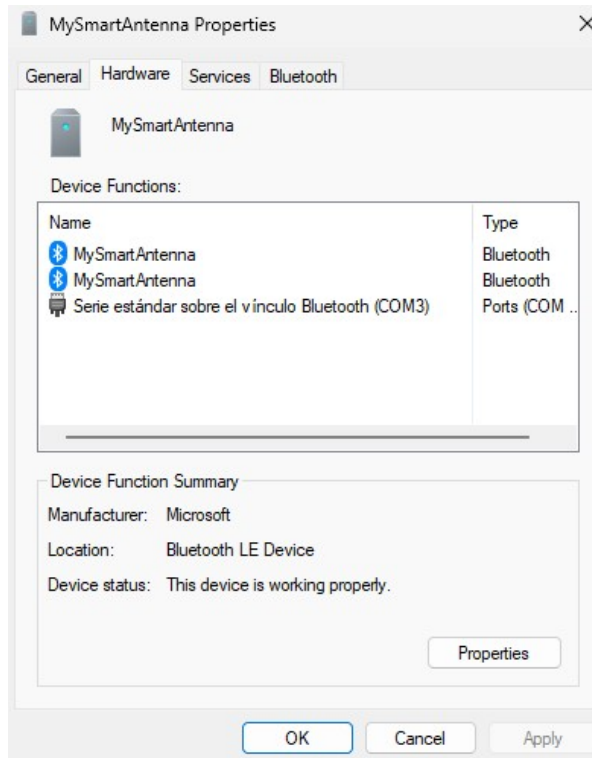 MySmartAntenna Properties
General Hardware Services Bluetooth
MySmartAntenna
Device Functions:
Name Type
MySmartAntenna Bluetooth
MySmartAntenna Bluetooth
Serie estándar sobre el vínculo Bluetooth (COM3) Ports (COM ..
Device Function Summary
Manufacturer: Microsoft
Location: Bluetooth LE Device
Device status: This device is working properly.
Properties
OK Cancel Apply